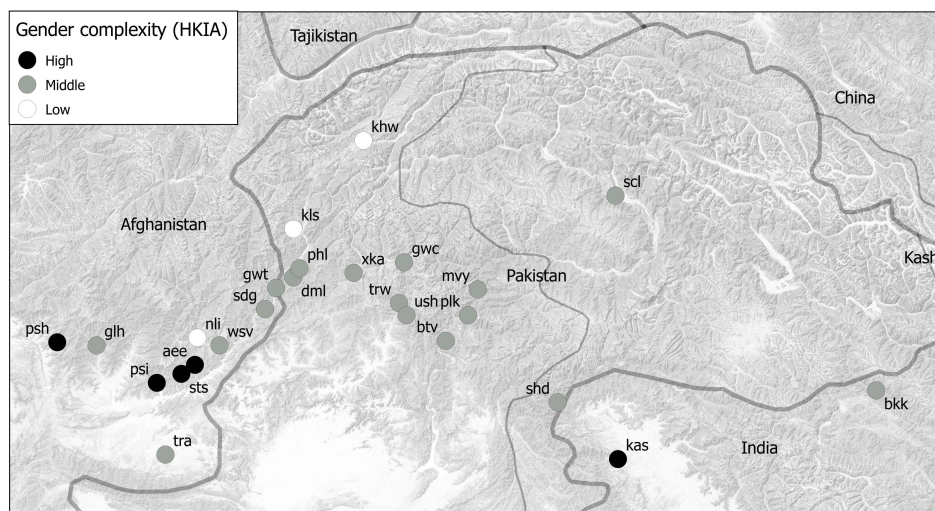 Gender complexity (HKIA)
High
Middle
Low
Tajikistan
China
khw
scl
Afghanistan
kls
Kash
phl
xka
gwc
gwt
dml
mvy
Pakistan
sdg
trw
ush
plk
psh
glh
nli
wsv
btv
aee
psi
sts
shd
bkk
tra
kas
India